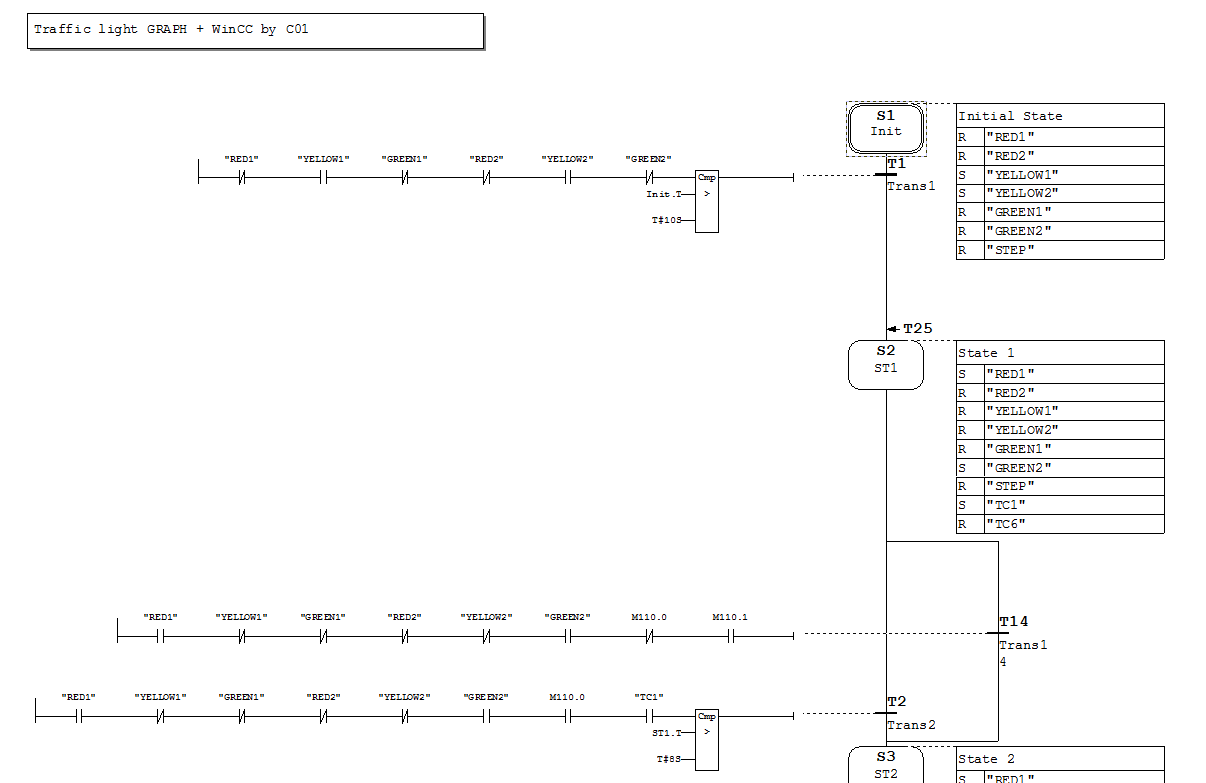 Traffic light GRAPH + WinCC by C01
S1
Init
Initial State
R "RED1"
R "RED2"
S "YELLOW1"
S "YELLOW2"
R "GREEN1"
R "GREEN2"
R "STEP"
"RED1" "YELLOW1" "GREEN1" "RED2" "YELLOW2" "GREEN2"
Cmp
Init.T >
T#10S
T1
Trans1
T25
S2
ST1
State 1
S "RED1"
R "RED2"
R "YELLOW1"
R "YELLOW2"
R "GREEN1"
S "GREEN2"
R "STEP"
S "TC1"
R "TC6"
"RED1" "YELLOW1" "GREEN1" "RED2" "YELLOW2" "GREEN2" M110.0 M110.1
T14
Trans1
4
"RED1" "YELLOW1" "GREEN1" "RED2" "YELLOW2" "GREEN2" M110.0 "TC1"
Cmp
ST1.T >
T#8S
T2
Trans2
S3
ST2
State 2
S "RED1"